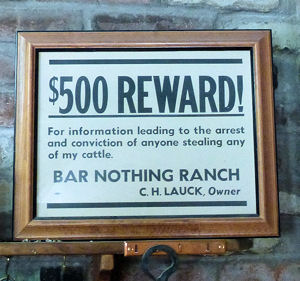 $500 REWARD!
For information leading to the arrest
and conviction of anyone stealing any
of my cattle.
BAR NOTHING RANCH
C. H. LAUCK, Owner